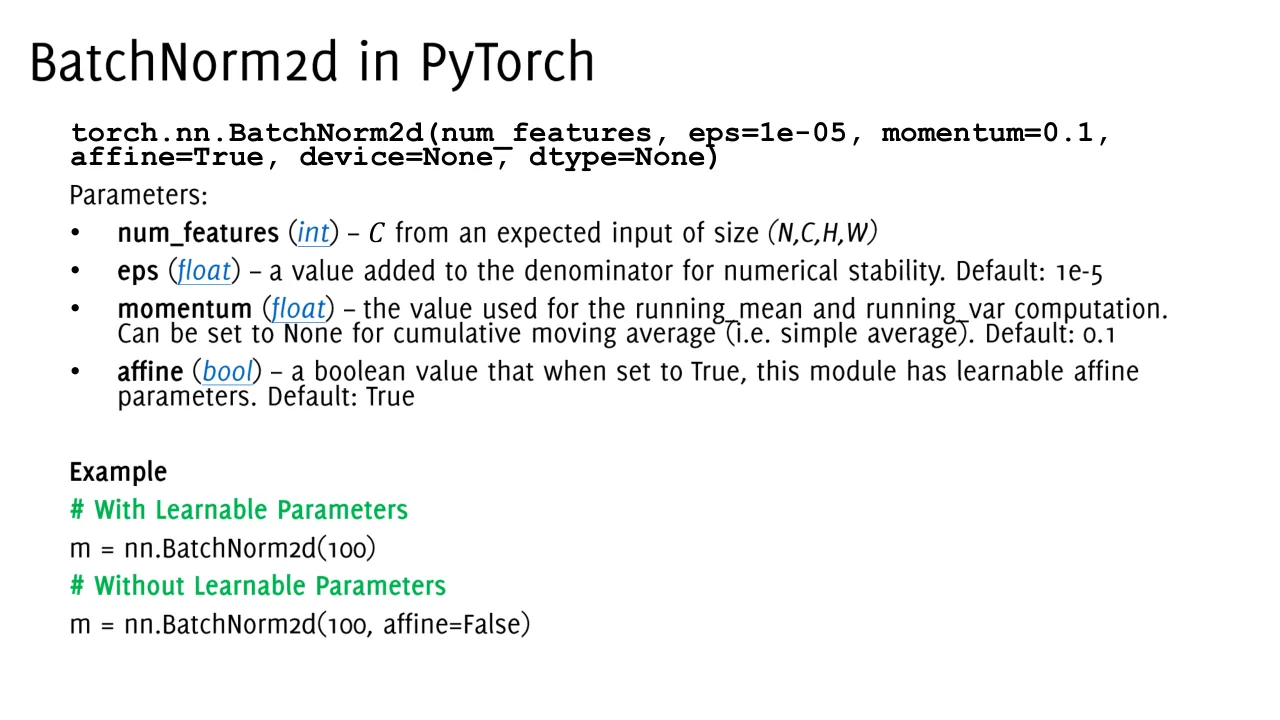 BatchNorm2d in PyTorch
torch.nn.BatchNorm2d(num_features, eps=1e-05, momentum=0.1,
affine=True, device=None, dtype=None)
Parameters:
• num_features (int) – C from an expected input of size (N,C,H,W)
• eps (float) – a value added to the denominator for numerical stability. Default: 1e-5
• momentum (float) – the value used for the running_mean and running_var computation.
Can be set to None for cumulative moving average (i.e. simple average). Default: 0.1
• affine (bool) – a boolean value that when set to True, this module has learnable affine
parameters. Default: True
Example
# With Learnable Parameters
m = nn.BatchNorm2d(100)
# Without Learnable Parameters
m = nn.BatchNorm2d(100, affine=False)